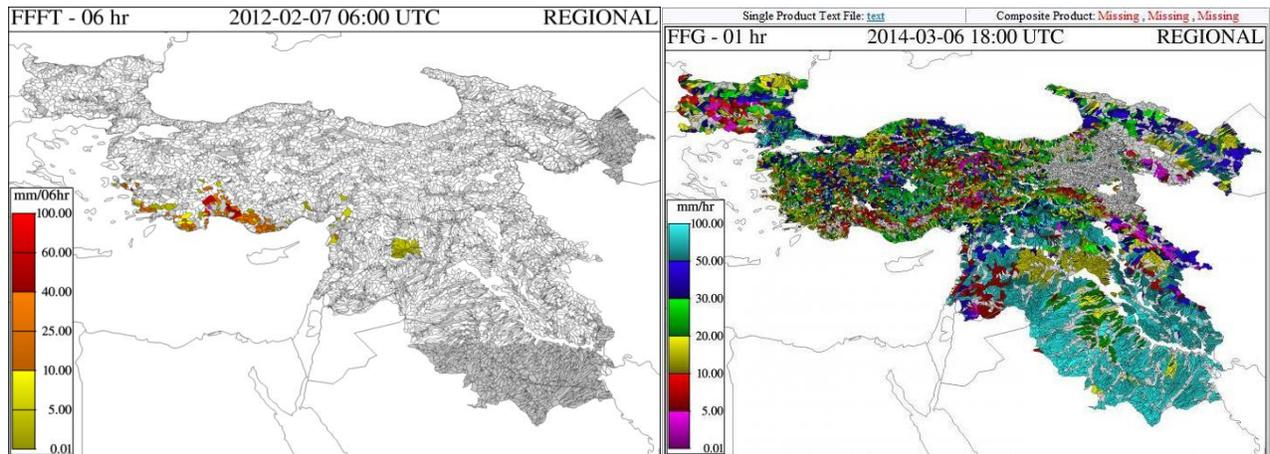 FFFT - 06 hr 2012-02-07 06:00 UTC REGIONAL
mm/06hr
100.00
60.00
40.00
25.00
10.00
5.00
0.01
Single Product Text File: text Composite Product: Missing , Missing , Missing
FFG - 01 hr 2014-03-06 18:00 UTC REGIONAL
mm/hr
100.00
50.00
30.00
20.00
10.00
5.00
0.01